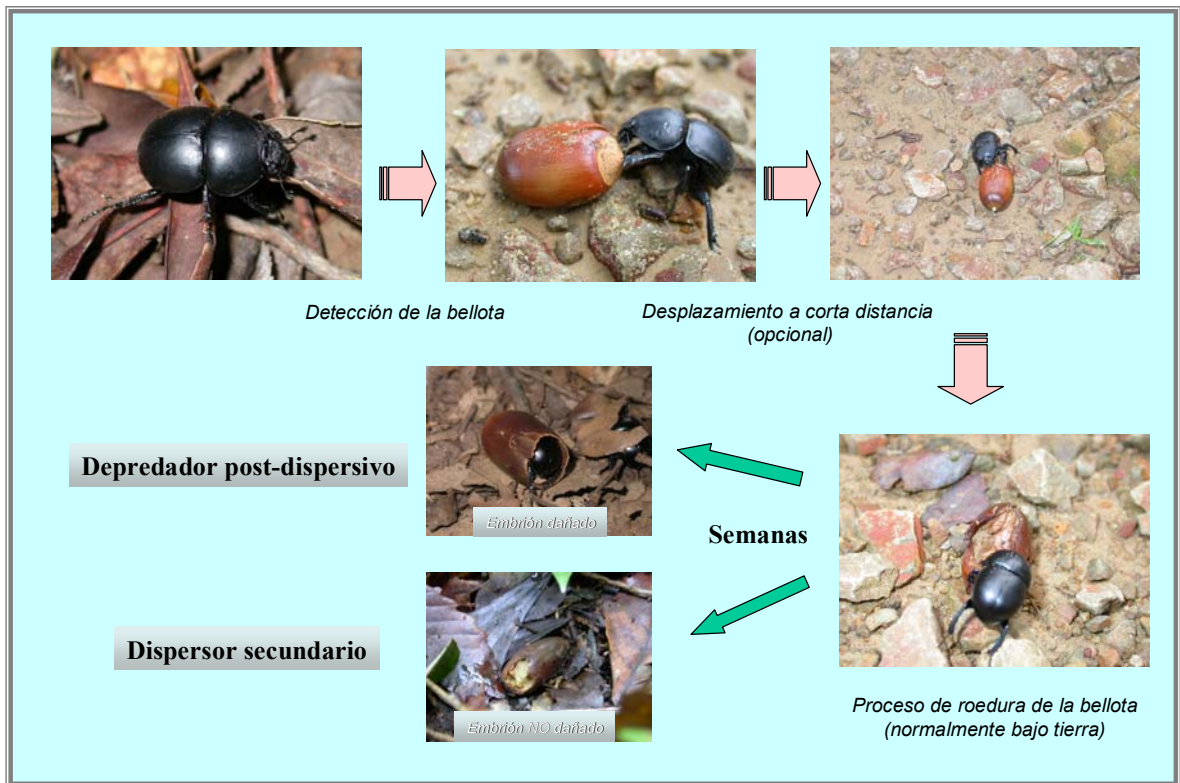 Detección de la bellota
Desplazamiento a corta distancia
(opcional)
Depredador post-dispersivo
Embrión dañado
Semanas
Dispersor secundario
Embrión NO dañado
Proceso de roedura de la bellota
(normalmente bajo tierra)